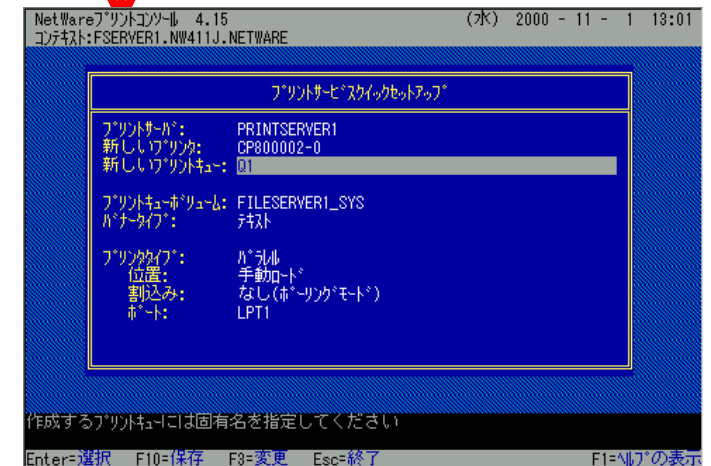 NetWareﾌﾟﾘﾝﾄｺﾝｿｰﾙ 4.15 (水) 2000 - 11 - 1 13:01
ｺﾝﾃｷｽﾄ:FSERVER1.NW411J.NETWARE
ﾌﾟﾘﾝﾄｻｰﾋﾞｽｸｲｯｸｾｯﾄｱｯﾌﾟ
ﾌﾟﾘﾝﾄｻｰﾊﾞ: PRINTSERVER1
新しいﾌﾟﾘﾝﾀ: CP800002-0
新しいﾌﾟﾘﾝﾄｷｭｰ: Q1
ﾌﾟﾘﾝﾄｷｭｰﾎﾞﾘｭｰﾑ: FILESERVER1_SYS
ﾊﾞﾅｰﾀｲﾌﾟ: ﾃｷｽﾄ
ﾌﾟﾘﾝﾀﾀｲﾌﾟ: ﾊﾟﾗﾚﾙ
位置: 手動ﾛｰﾄﾞ
割込み: なし(ﾎﾟｰﾘﾝｸﾞﾓｰﾄﾞ)
ﾎﾟｰﾄ: LPT1
作成するﾌﾟﾘﾝﾄｷｭｰには固有名を指定してください
Enter=選択 F10=保存 F3=変更 Esc=終了 F1=ﾍﾙﾌﾟの表示